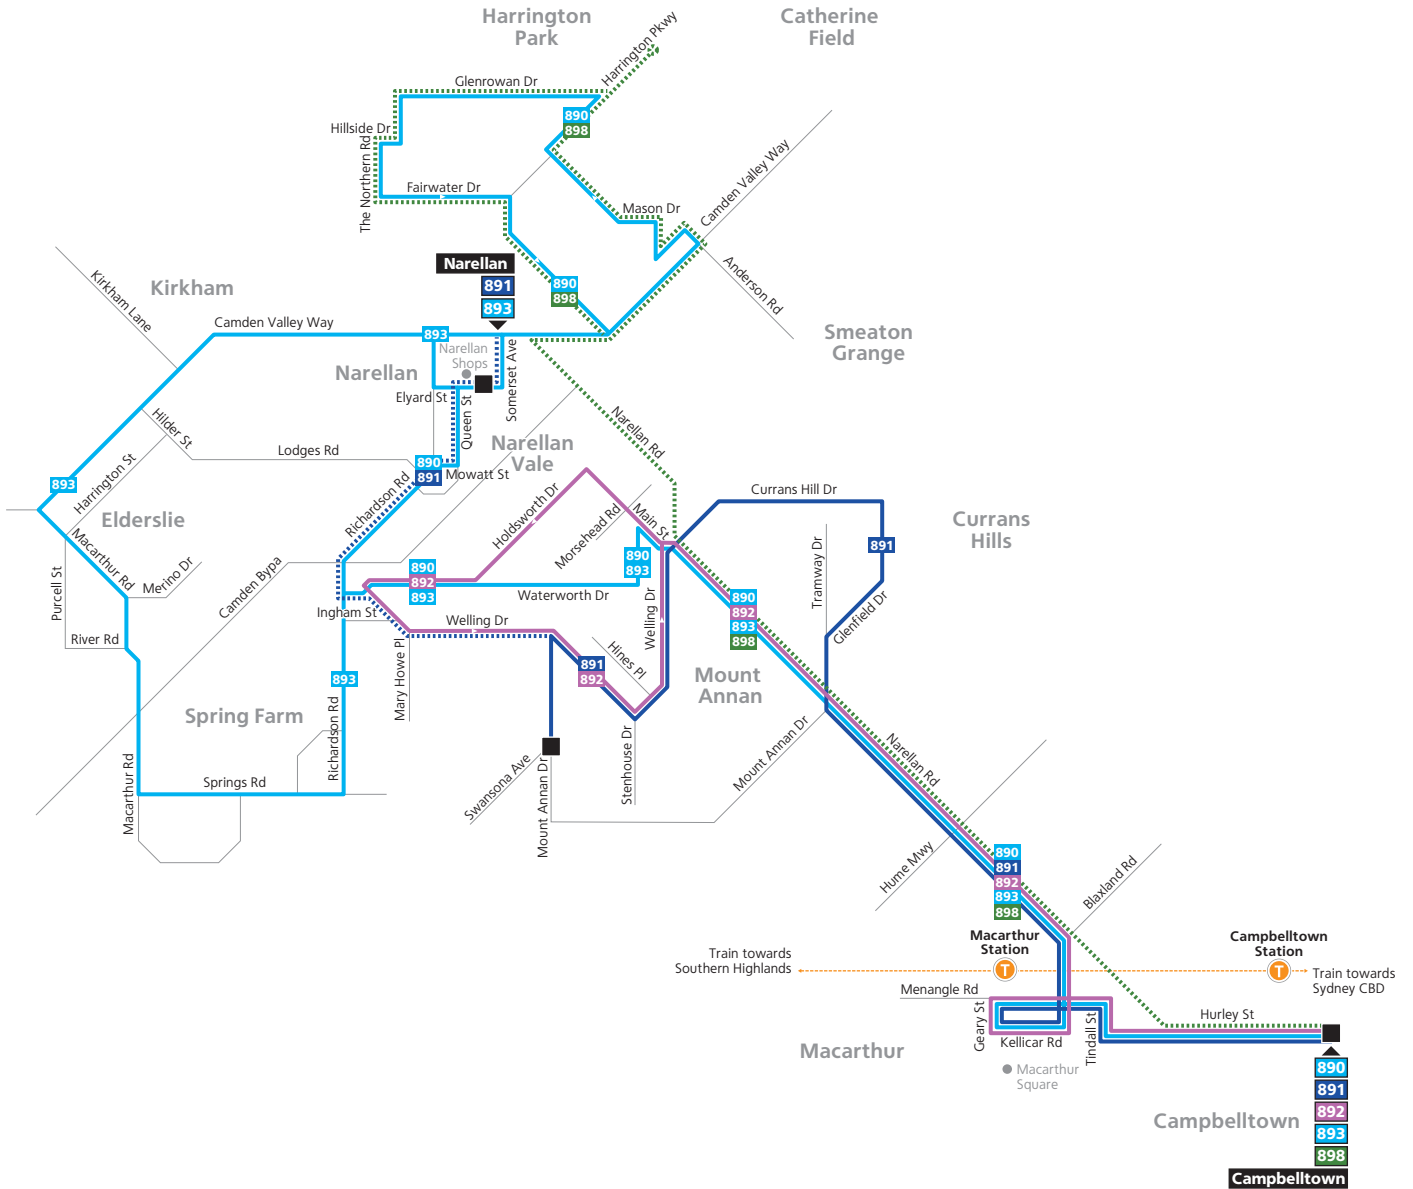 Harrington
Park
Catherine
Field
Harrington Pkwy
Glenrowan Dr
890
898
Hillside Dr
The Northern Rd
Fairwater Dr
Mason Dr
Camden Valley Way
Anderson Rd
Narellan
891
893
890
898
Kirkham Lane
Kirkham
Camden Valley Way
893
Smeaton
Grange
Narellan
Shops
Somerset Ave
Narellan
Elyard St
Queen St
Hilder St
Narellan Rd
Lodges Rd
Narellan
Vale
890
891
Mowatt St
893
Harrington St
Richardson Rd
Holdsworth Dr
Currans Hill Dr
Elderslie
Macarthur Rd
Morsehead Rd
Main St
Currans
Hills
891
Tramway Dr
Purcell St
Merino Dr
Camden Bypa
890
892
893
890
893
Waterworth Dr
Glenfield Dr
890
892
893
898
Ingham St
Welling Dr
Welling Dr
River Rd
Mary Howe Pl
Hines Pl
891
892
893
Mount
Annan
Spring Farm
Richardson Rd
Stenhouse Dr
Mount Annan Dr
Narellan Rd
Macarthur Rd
Springs Rd
Swansona Ave
Mount Annan Dr
Hume Mwy
890
891
892
893
898
Blaxland Rd
Macarthur
Station
T
Campbelltown
Station
T
Train towards
Southern Highlands
Train towards
Sydney CBD
Menangle Rd
Geary St
Kellicar Rd
Tindall St
Hurley St
Macarthur
Macarthur
Square
890
891
892
893
898
Campbelltown
Campbelltown